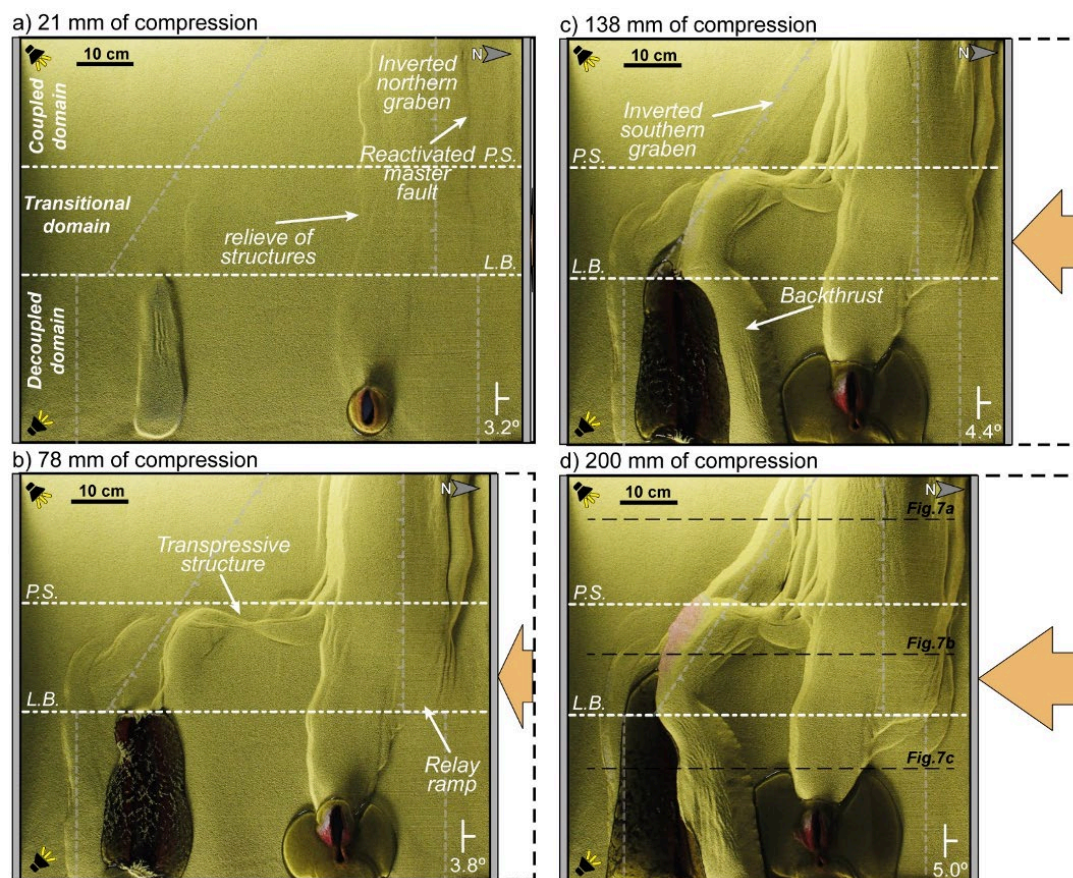 a) 21 mm of compression
10 cm
N
Coupled
domain
Inverted
northern
graben
Reactivated
master
fault
P.S.
Transitional
domain
relieve of
structures
L.B.
Decoupled
domain
3.2º
b) 78 mm of compression
10 cm
N
Transpressive
structure
P.S.
L.B.
Relay
ramp
3.8º
c) 138 mm of compression
10 cm
N
Inverted
southern
graben
P.S.
L.B.
Backthrust
4.4º
d) 200 mm of compression
10 cm
N
Fig.7a
P.S.
Fig.7b
L.B.
Fig.7c
5.0º